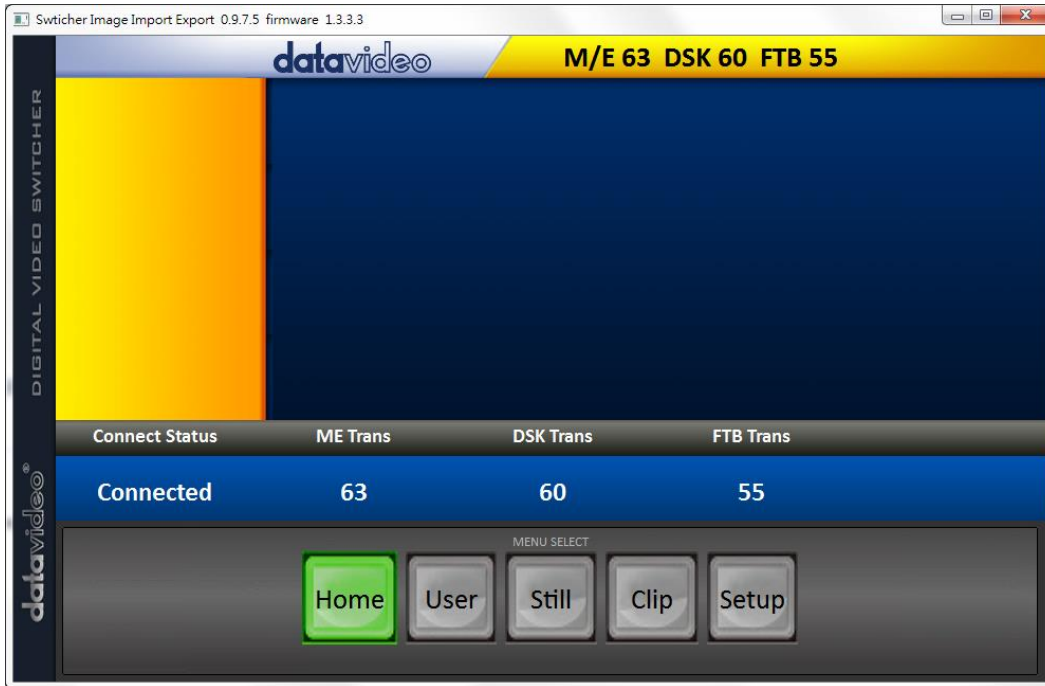 Swticher Image Import Export 0.9.7.5 firmware 1.3.3.3
datavideo M/E 63 DSK 60 FTB 55
DIGITAL VIDEO SWITCHER
datavideo®
Connect Status ME Trans DSK Trans FTB Trans
Connected 63 60 55
MENU SELECT
Home User Still Clip Setup